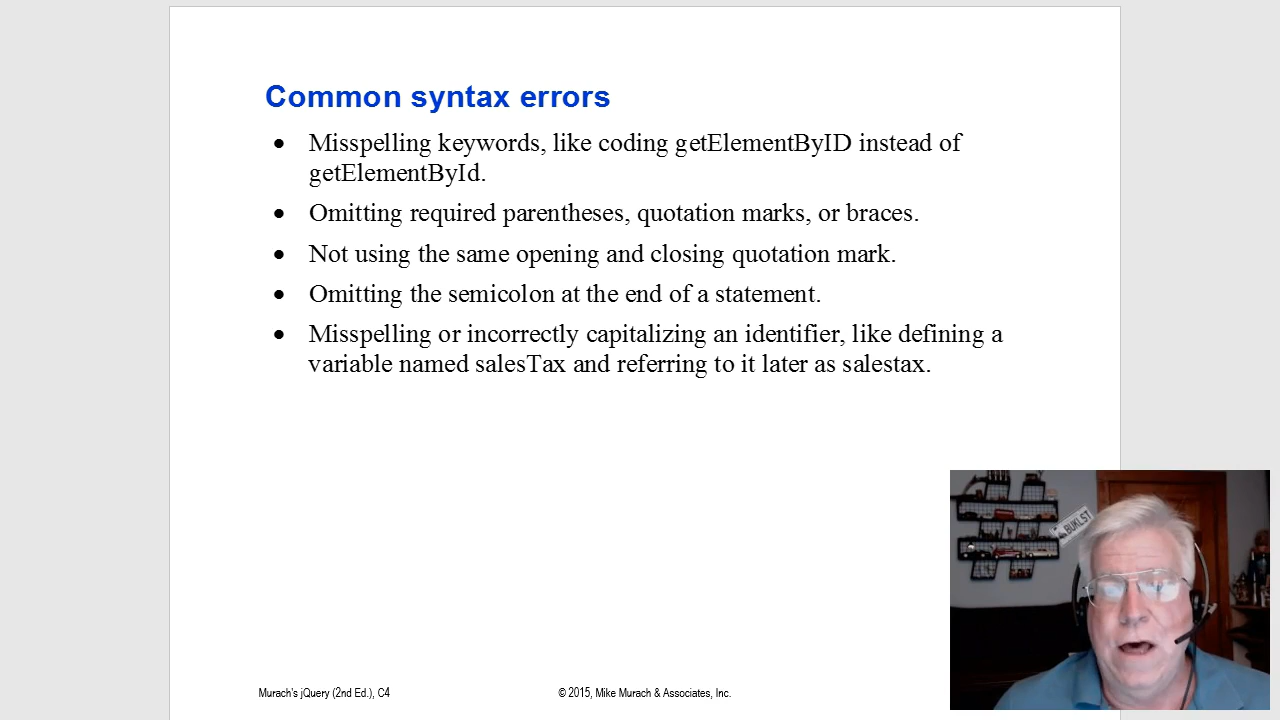 Common syntax errors
• Misspelling keywords, like coding getElementByID instead of
getElementById.
• Omitting required parentheses, quotation marks, or braces.
• Not using the same opening and closing quotation mark.
• Omitting the semicolon at the end of a statement.
• Misspelling or incorrectly capitalizing an identifier, like defining a
variable named salesTax and referring to it later as salestax.
BUKLST
Murach's jQuery (2nd Ed.), C4
© 2015, Mike Murach & Associates, Inc.